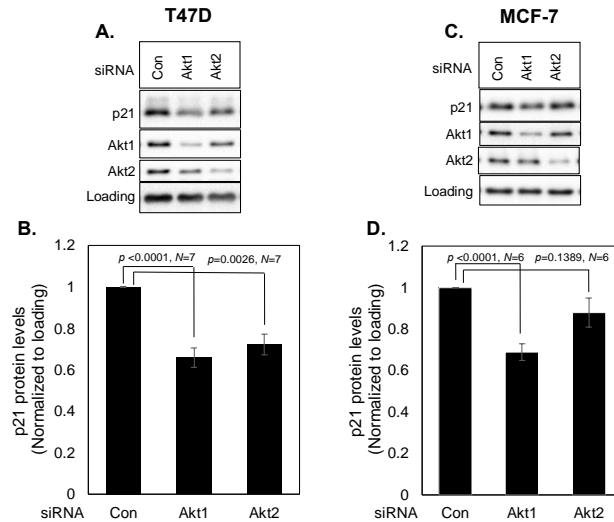 T47D
A.
siRNA
Con
Akt1
Akt2
p21
Akt1
Akt2
Loading
B.
p21 protein levels
(Normalized to loading)
1.2
1
0.8
0.6
0.4
0.2
0
p <0.0001, N=7
p=0.0026, N=7
siRNA Con Akt1 Akt2
MCF-7
C.
siRNA
Con
Akt1
Akt2
p21
Akt1
Akt2
Loading
D.
p21 protein levels
(Normalized to loading)
1.2
1
0.8
0.6
0.4
0.2
0
p <0.0001, N=6
p=0.1389, N=6
siRNA Con Akt1 Akt2